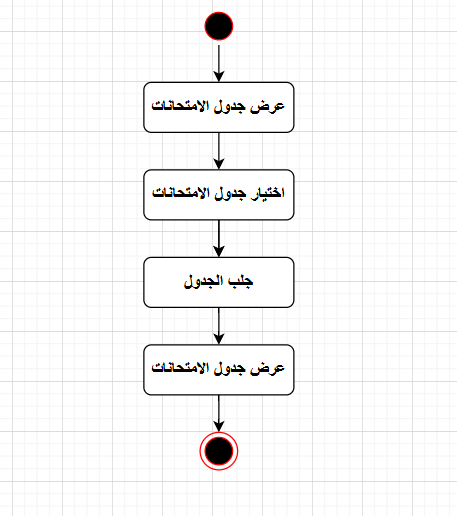 عرض جدول الامتحانات
اختيار جدول الامتحانات
جلب الجدول
عرض جدول الامتحانات